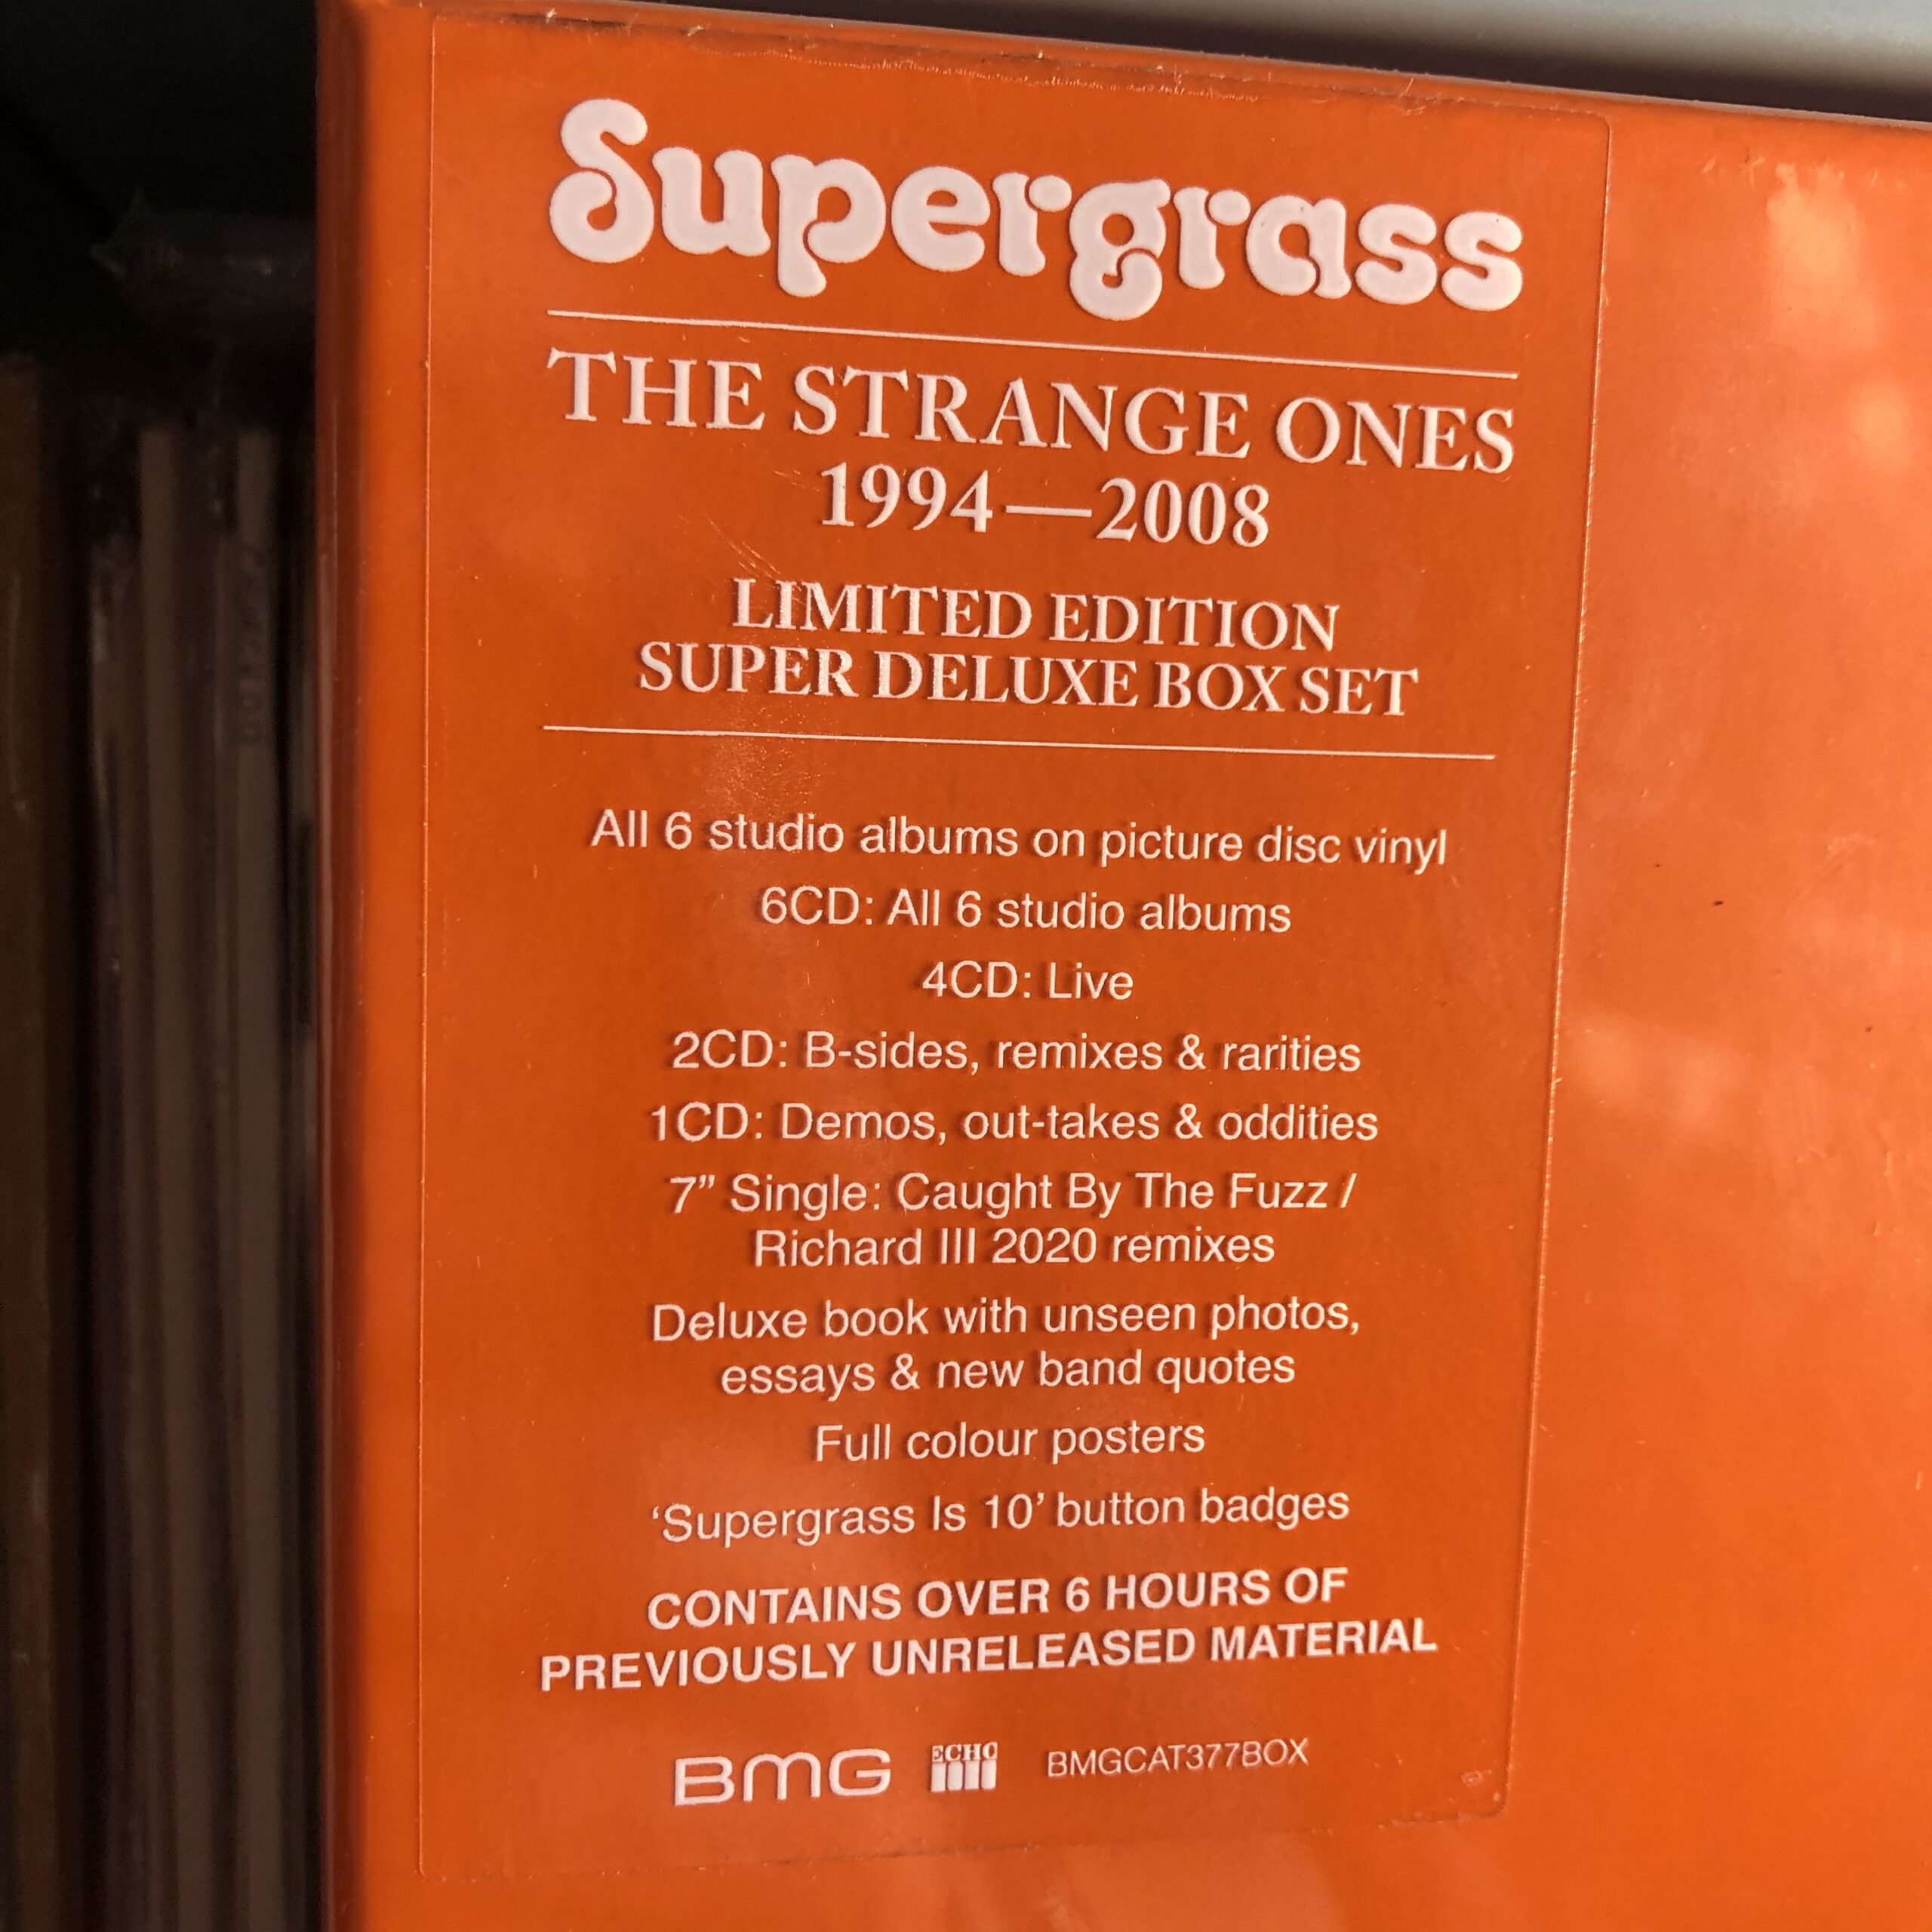 Supergrass
THE STRANGE ONES
1994—2008
LIMITED EDITION
SUPER DELUXE BOX SET
All 6 studio albums on picture disc vinyl
6CD: All 6 studio albums
4CD: Live
2CD: B-sides, remixes & rarities
1CD: Demos, out-takes & oddities
7” Single: Caught By The Fuzz /
Richard III 2020 remixes
Deluxe book with unseen photos,
essays & new band quotes
Full colour posters
‘Supergrass Is 10’ button badges
CONTAINS OVER 6 HOURS OF
PREVIOUSLY UNRELEASED MATERIAL
BMG ECHO BMGCAT377BOX